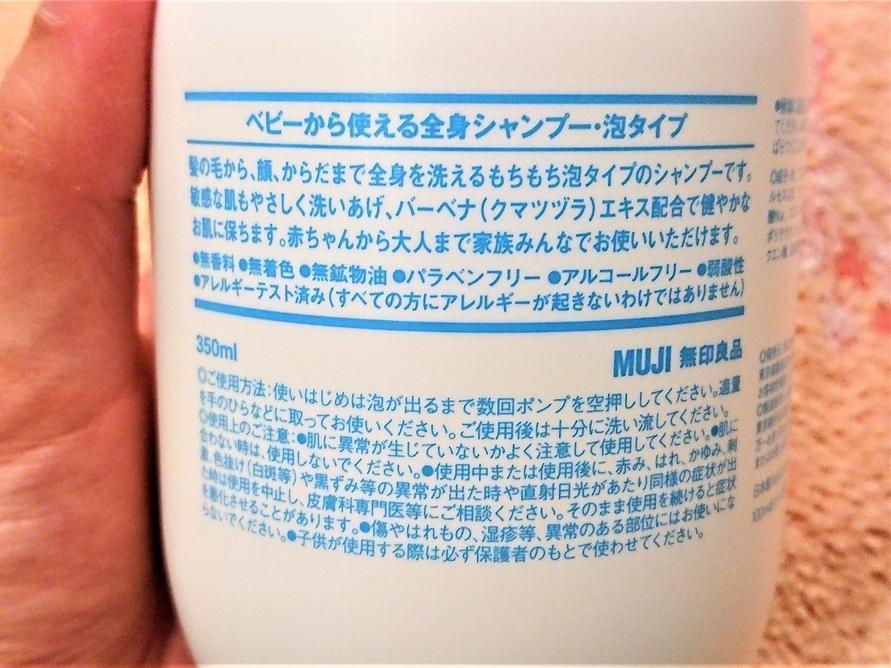 ベビーから使える全身シャンプー・泡タイプ
髪の毛から、顔、からだまで全身を洗えるもちもち泡タイプのシャンプーです。
敏感な肌もやさしく洗いあげ、バーベナ(クマツヅラ)エキス配合で健やかな
お肌に保ちます。赤ちゃんから大人まで家族みんなでお使いいただけます。
●無香料 ●無着色 ●無鉱物油 ●パラベンフリー ●アルコールフリー ●弱酸性
●アレルギーテスト済み(すべての方にアレルギーが起きないわけではありません)
350ml
MUJI 無印良品
◎ご使用方法:使いはじめは泡が出るまで数回ポンプを空押ししてください。適量
を手のひらなどに取ってお使いください。ご使用後は十分に洗い流してください。
◎使用上のご注意:●肌に異常が生じていないかよく注意して使用してください。●肌に
合わない時は、使用しないでください。●使用中または使用後に、赤み、はれ、かゆみ、刺
激、色抜け(白斑等)や黒ずみ等の異常が出た時や直射日光があたり同様の症状が出
た時は使用を中止し、皮膚科専門医等にご相談ください。そのまま使用を続けると症状
を悪化させることがあります。●傷やはれもの、湿疹等、異常のある部位にはお使いにな
らないでください。●子供が使用する際は必ず保護者のもとで使わせてください。